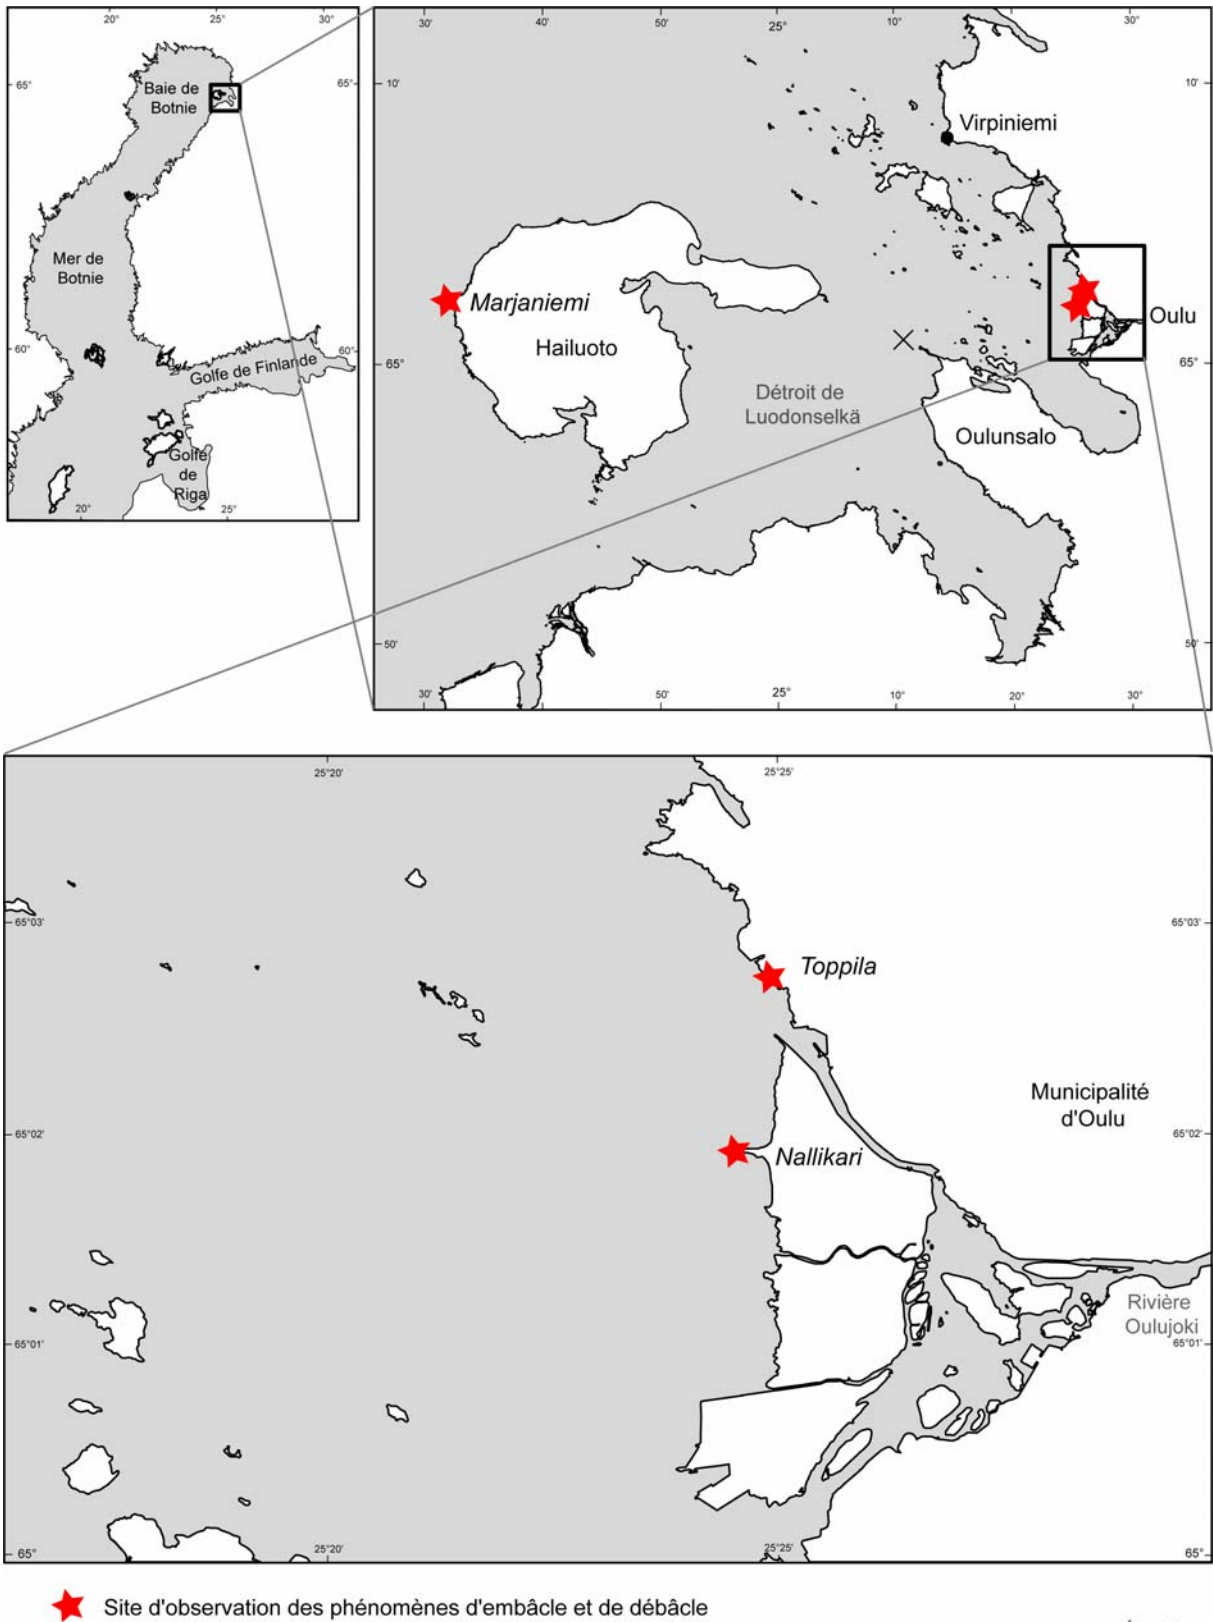 20°
25°
65°
65°
Baie de
Botnie
Mer de
Botnie
60°
60°
Golfe de Finlande
Golfe
de
Riga
20°
25°
30'
40'
50'
25°
10'
30'
10'
10'
Virpiniemi
Marjaniemi
Hailuoto
Oulu
65°
65°
Détroit de
Luodonselkä
Oulunsalo
50'
50'
30'
40'
50'
25°
10'
20'
30'
25°20'
25°25'
65°03'
65°03'
Toppila
Municipalité
d'Oulu
65°02'
65°02'
Nallikari
Rivière
Oulujoki
65°01'
65°01'
65°
65°
25°20'
25°25'
Site d'observation des phénomènes d'embâcle et de débâcle